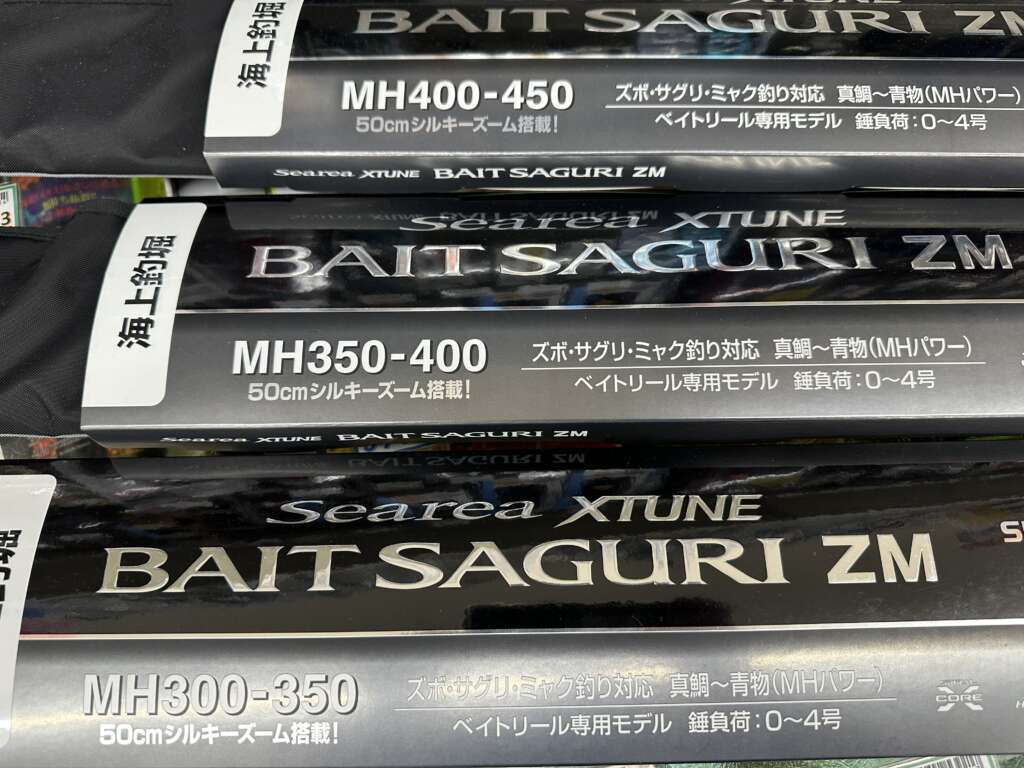 海上釣堀
XTUNE
BAIT SAGURI ZM
MH400-450
50cmシルキーズーム搭載!
ズボ・サグリ・ミャク釣り対応 真鯛～青物(MHパワー)
ベイトリール専用モデル 錘負荷:0～4号
Searea XTUNE BAIT SAGURI ZM
3
海上釣堀
Searea XTUNE
BAIT SAGURI ZM
MH350-400
50cmシルキーズーム搭載!
ズボ・サグリ・ミャク釣り対応 真鯛～青物(MHパワー)
ベイトリール専用モデル 錘負荷:0～4号
Searea XTUNE BAIT SAGURI ZM
Searea XTUNE
BAIT SAGURI ZM
MH300-350
50cmシルキーズーム搭載!
ズボ・サグリ・ミャク釣り対応 真鯛～青物(MHパワー)
ベイトリール専用モデル 錘負荷:0～4号
X CORE